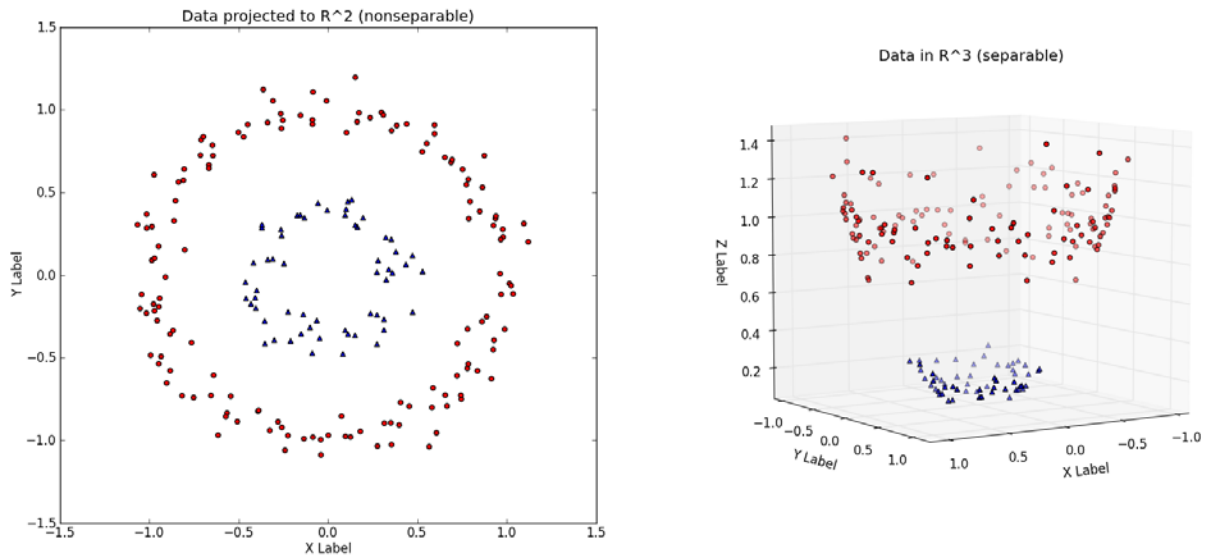 Data projected to R^2 (nonseparable)
1.5
1.0
0.5
0.0
−0.5
−1.0
−1.5
Y Label
−1.5 −1.0 −0.5 0.0 0.5 1.0 1.5
X Label
Data in R^3 (separable)
1.4
1.2
1.0
0.8
0.6
0.4
0.2
Z Label
−1.0
−0.5
0.0
0.5
1.0
Y Label
1.0 0.5 0.0 −0.5 −1.0
X Label